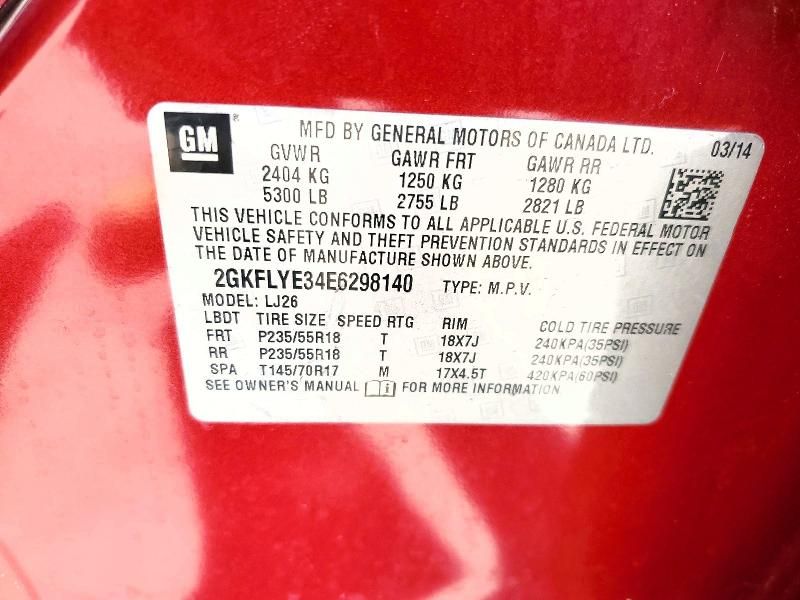 GM
MFD BY GENERAL MOTORS OF CANADA LTD. 03/14
GVWR GAWR FRT GAWR RR
2404 KG 1250 KG 1280 KG
5300 LB 2755 LB 2821 LB
THIS VEHICLE CONFORMS TO ALL APPLICABLE U.S. FEDERAL MOTOR
VEHICLE SAFETY AND THEFT PREVENTION STANDARDS IN EFFECT ON
THE DATE OF MANUFACTURE SHOWN ABOVE.
2GKFLYE34E6298140 TYPE: M.P.V.
MODEL: LJ26
LBDT TIRE SIZE SPEED RTG RIM COLD TIRE PRESSURE
FRT P235/55R18 T 18X7J 240KPA(35PSI)
RR P235/55R18 T 18X7J 240KPA(35PSI)
SPA T145/70R17 M 17X4.5T 420KPA(60PSI)
SEE OWNER'S MANUAL FOR MORE INFORMATION